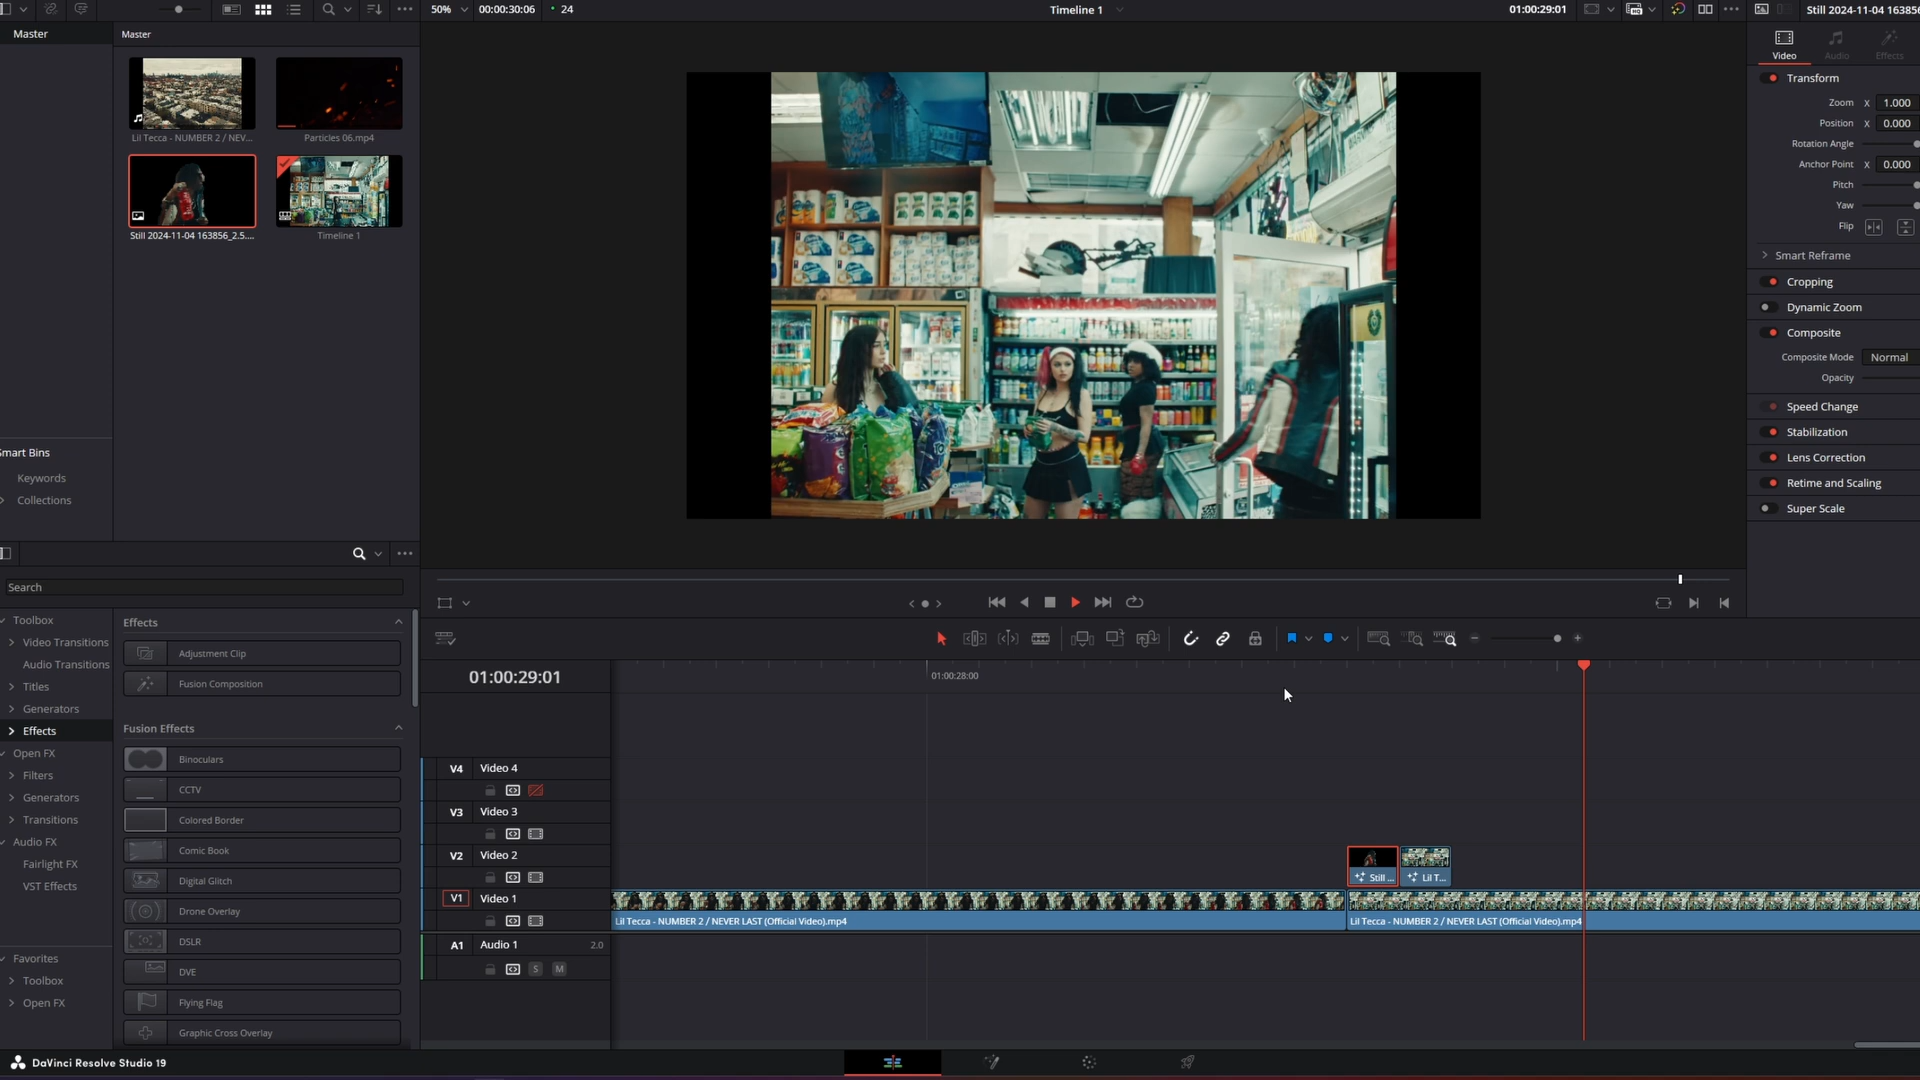 50%
00:00:30:06
24
Timeline 1
01:00:29:01
Still 2024-11-04 163856
Master
Master
Lil Tecca - NUMBER 2 / NEV...
Particles 06.mp4
Still 2024-11-04 163856_2.5....
Timeline 1
Smart Bins
Keywords
Collections
Video
Audio
Effects
Transform
Zoom X 1.000
Position X 0.000
Rotation Angle
Anchor Point X 0.000
Pitch
Yaw
Flip
Smart Reframe
Cropping
Dynamic Zoom
Composite
Composite Mode Normal
Opacity
Speed Change
Stabilization
Lens Correction
Retime and Scaling
Super Scale
Search
Toolbox
Video Transitions
Audio Transitions
Titles
Generators
Effects
Open FX
Filters
Generators
Transitions
Audio FX
Fairlight FX
VST Effects
Favorites
Toolbox
Open FX
Effects
Adjustment Clip
Fusion Composition
Fusion Effects
Binoculars
CCTV
Colored Border
Comic Book
Digital Glitch
Drone Overlay
DSLR
DVE
Flying Flag
Graphic Cross Overlay
01:00:29:01
01:00:28:00
V4 Video 4
V3 Video 3
V2 Video 2
Still ...
Lil T...
V1 Video 1
Lil Tecca - NUMBER 2 / NEVER LAST (Official Video).mp4
Lil Tecca - NUMBER 2 / NEVER LAST (Official Video).mp4
A1 Audio 1 2.0
S M
DaVinci Resolve Studio 19